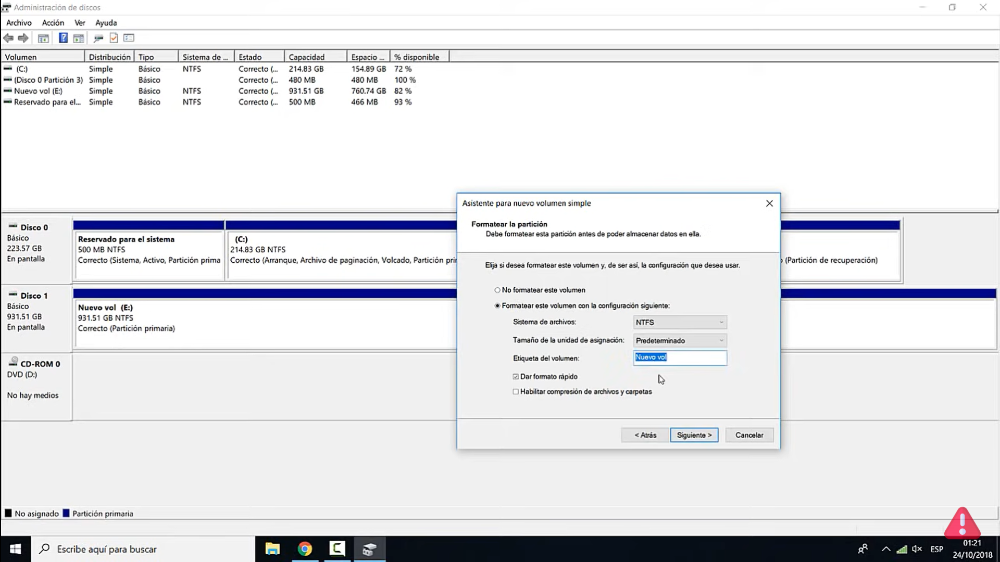 Administración de discos
Archivo Acción Ver Ayuda
Volumen Distribución Tipo Sistema de ... Estado Capacidad Espacio ... % disponible
(C:) Simple Básico NTFS Correcto (... 214.83 GB 154.89 GB 72 %
(Disco 0 Partición 3) Simple Básico Correcto (... 480 MB 480 MB 100 %
Nuevo vol (E:) Simple Básico NTFS Correcto (... 931.51 GB 760.74 GB 82 %
Reservado para el... Simple Básico NTFS Correcto (... 500 MB 466 MB 93 %
Disco 0
Básico
223.57 GB
En pantalla
Reservado para el sistema
500 MB NTFS
Correcto (Sistema, Activo, Partición prima
(C:)
214.83 GB NTFS
Correcto (Arranque, Archivo de paginación, Volcado, Partición pri
(Partición de recuperación)
Disco 1
Básico
931.51 GB
En pantalla
Nuevo vol (E:)
931.51 GB NTFS
Correcto (Partición primaria)
CD-ROM 0
DVD (D:)
No hay medios
Asistente para nuevo volumen simple
Formatear la partición
Debe formatear esta partición antes de poder almacenar datos en ella.
Elija si desea formatear este volumen y, de ser así, la configuración que desea usar.
No formatear este volumen
Formatear este volumen con la configuración siguiente:
Sistema de archivos: NTFS
Tamaño de la unidad de asignación: Predeterminado
Etiqueta del volumen: Nuevo vol
Dar formato rápido
Habilitar compresión de archivos y carpetas
< Atrás Siguiente > Cancelar
No asignado Partición primaria
Escribe aquí para buscar
ESP
01:21
24/10/2018